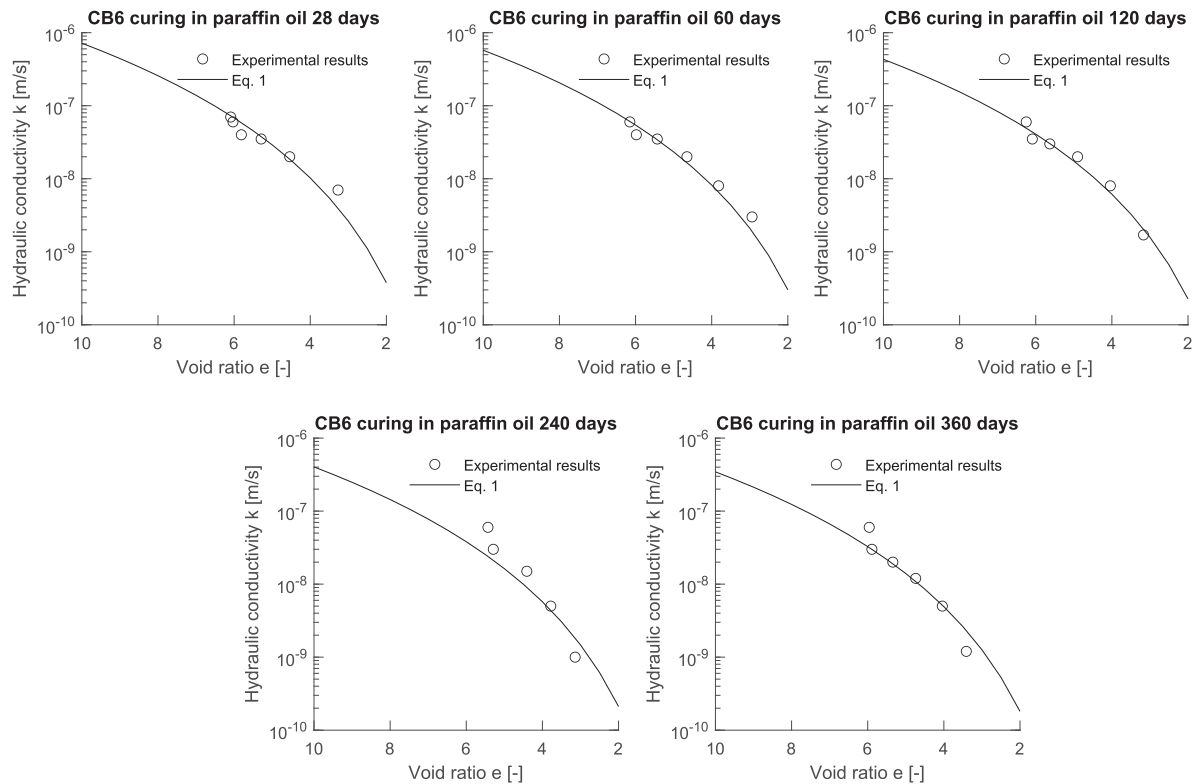 CB6 curing in paraffin oil 28 days
10-6
10-7
10-8
10-9
10-10
Hydraulic conductivity k [m/s]
Experimental results
Eq. 1
10 8 6 4 2
Void ratio e [-]
CB6 curing in paraffin oil 60 days
10-6
10-7
10-8
10-9
10-10
Hydraulic conductivity k [m/s]
Experimental results
Eq. 1
10 8 6 4 2
Void ratio e [-]
CB6 curing in paraffin oil 120 days
10-6
10-7
10-8
10-9
10-10
Hydraulic conductivity k [m/s]
Experimental results
Eq. 1
10 8 6 4 2
Void ratio e [-]
CB6 curing in paraffin oil 240 days
10-6
10-7
10-8
10-9
10-10
Hydraulic conductivity k [m/s]
Experimental results
Eq. 1
10 8 6 4 2
Void ratio e [-]
CB6 curing in paraffin oil 360 days
10-6
10-7
10-8
10-9
10-10
Hydraulic conductivity k [m/s]
Experimental results
Eq. 1
10 8 6 4 2
Void ratio e [-]